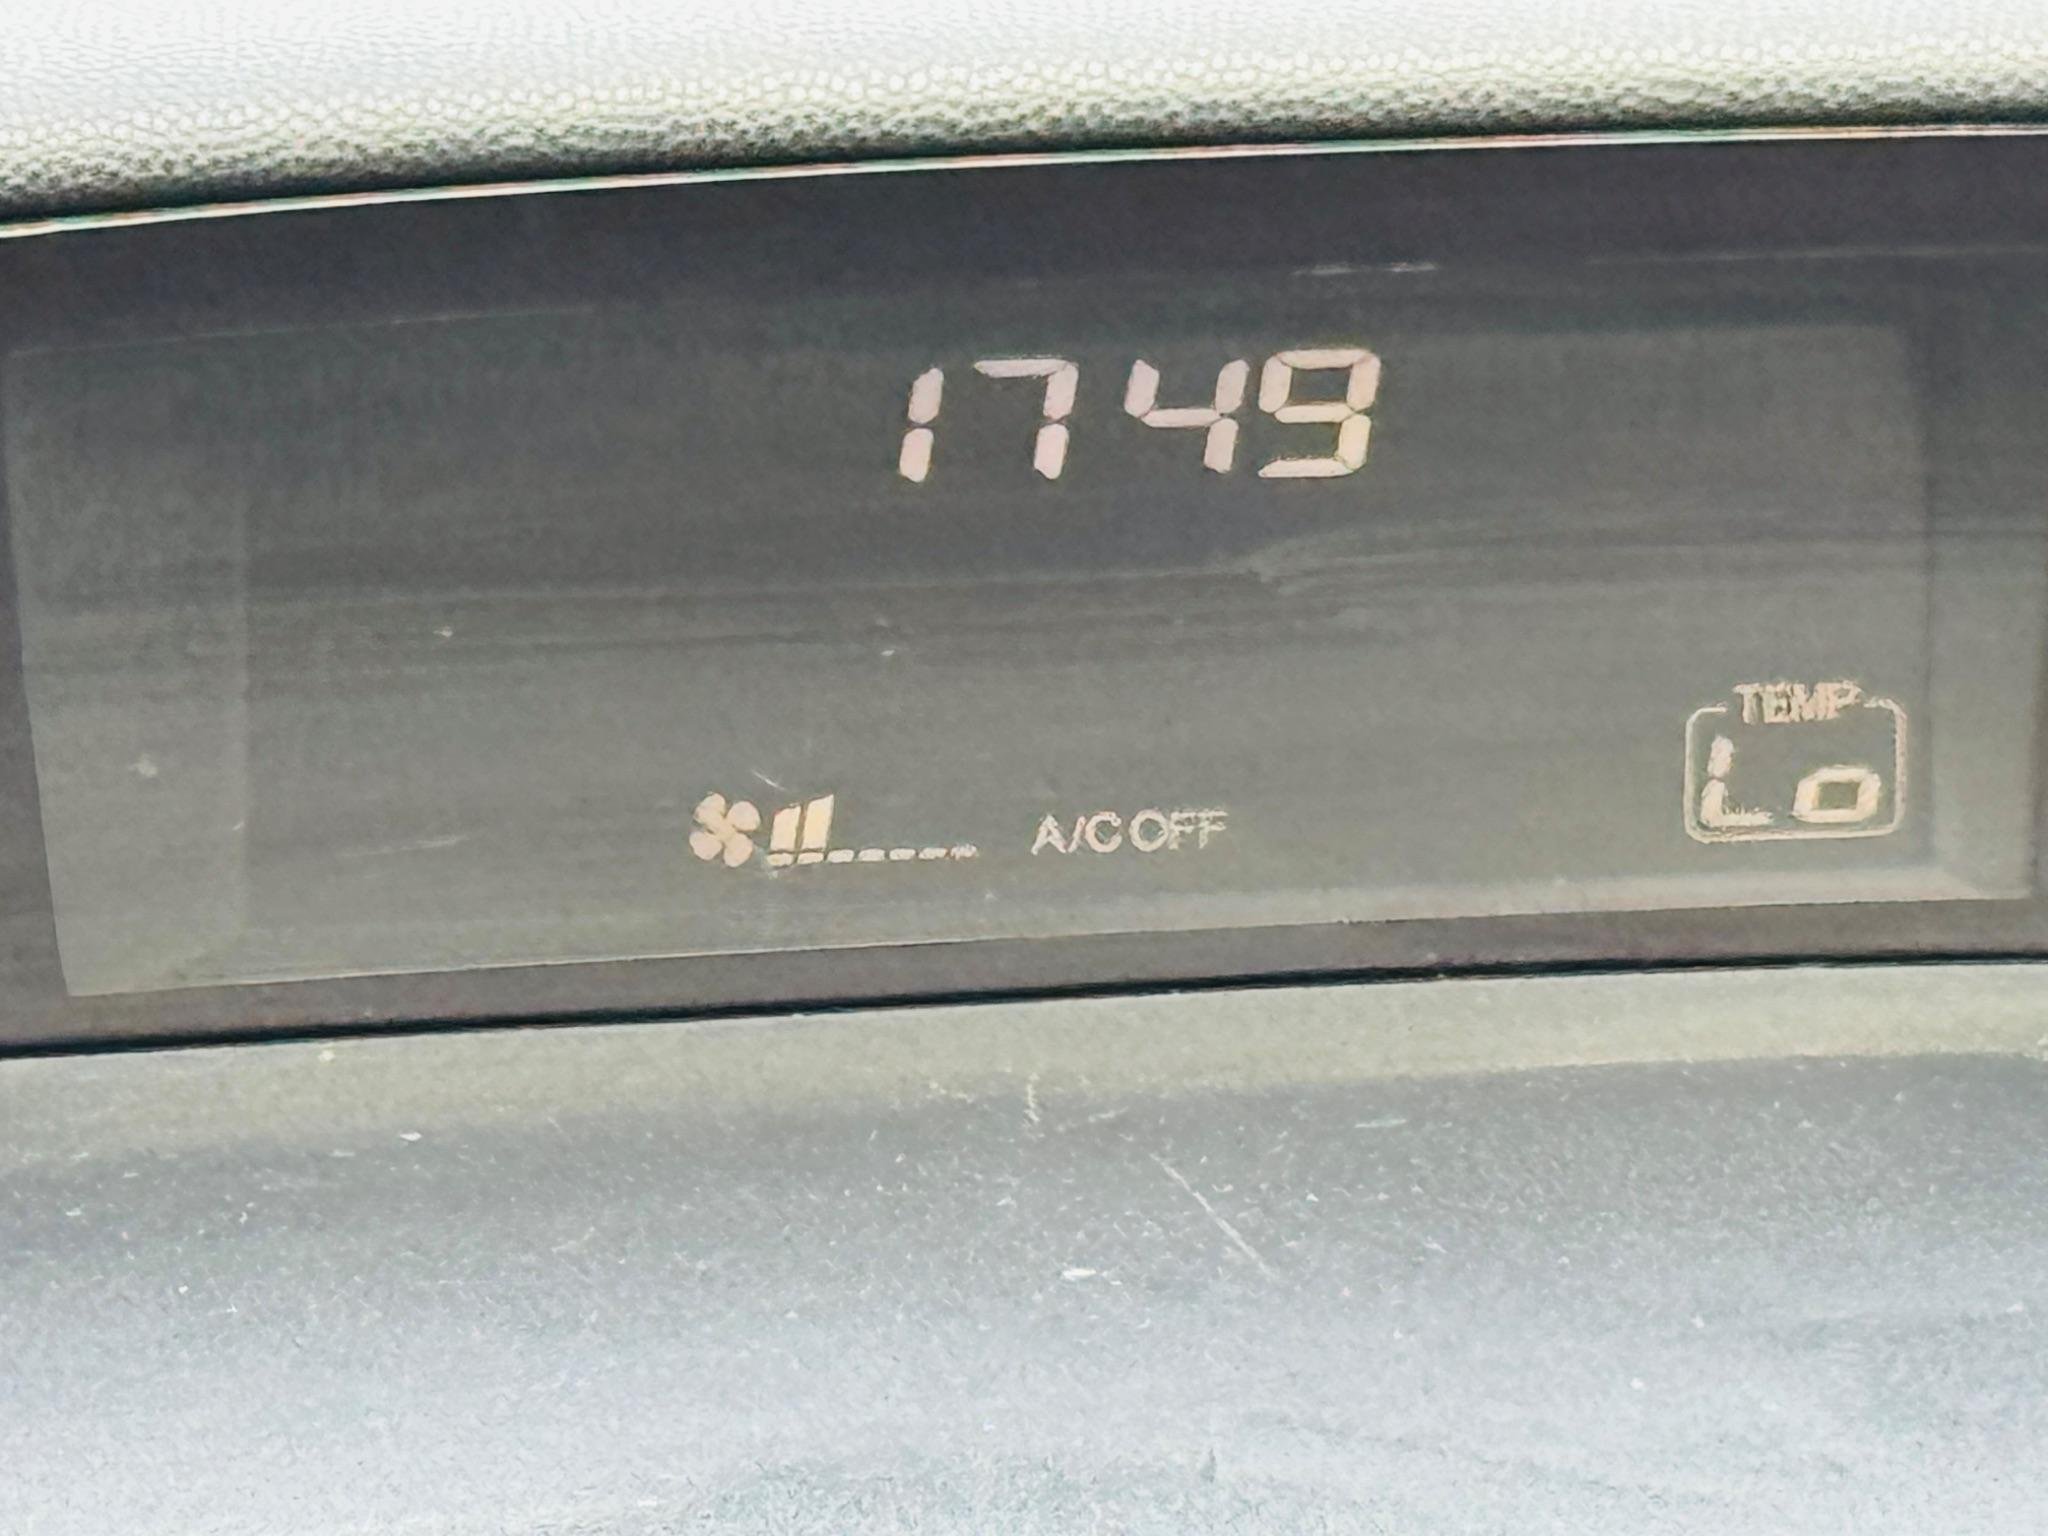 1749
TEMP
Lo
A/C OFF